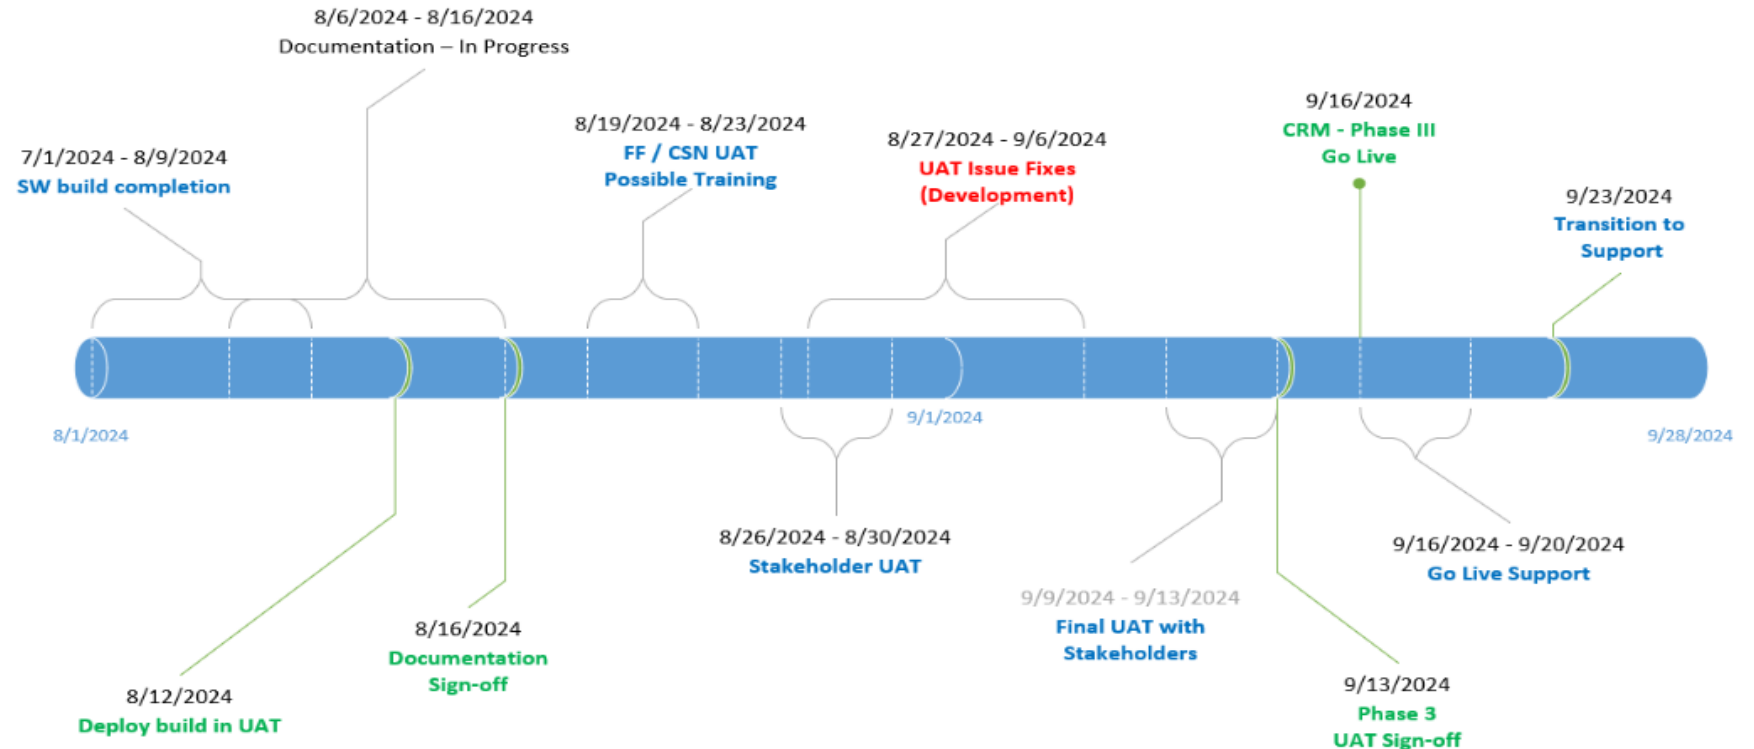 8/6/2024 - 8/16/2024
Documentation – In Progress
7/1/2024 - 8/9/2024
SW build completion
8/19/2024 - 8/23/2024
FF / CSN UAT
Possible Training
8/27/2024 - 9/6/2024
UAT Issue Fixes
(Development)
9/16/2024
CRM - Phase III
Go Live
9/23/2024
Transition to
Support
8/1/2024
9/1/2024
9/28/2024
8/12/2024
Deploy build in UAT
8/16/2024
Documentation
Sign-off
8/26/2024 - 8/30/2024
Stakeholder UAT
9/9/2024 - 9/13/2024
Final UAT with
Stakeholders
9/13/2024
Phase 3
UAT Sign-off
9/16/2024 - 9/20/2024
Go Live Support